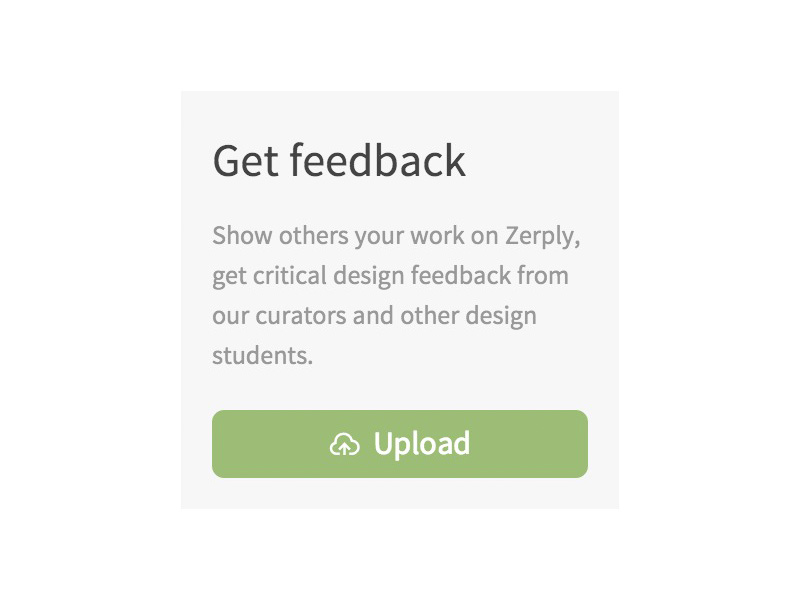 Get feedback
Show others your work on Zerply,
get critical design feedback from
our curators and other design
students.
Upload